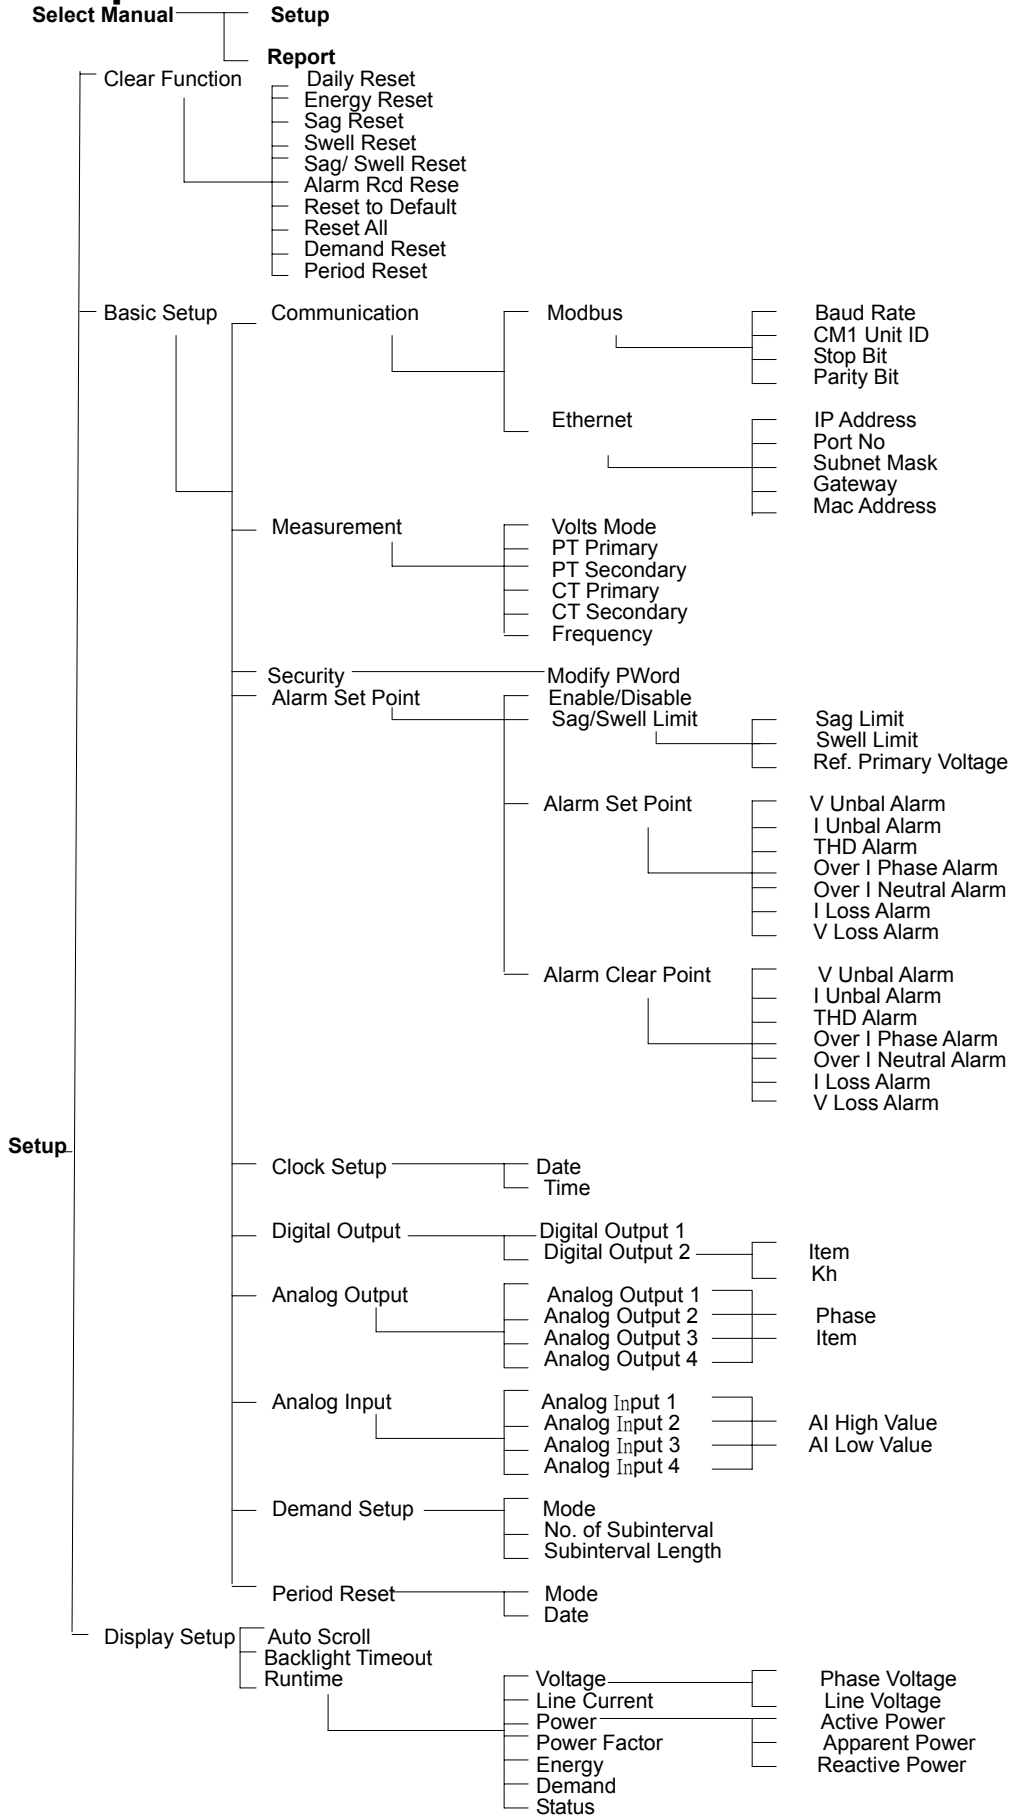 Select Manual Setup
Report
Clear Function Daily Reset
Energy Reset
Sag Reset
Swell Reset
Sag/ Swell Reset
Alarm Rcd Rese
Reset to Default
Reset All
Demand Reset
Period Reset
Basic Setup Communication Modbus Baud Rate
CM1 Unit ID
Stop Bit
Parity Bit
Ethernet IP Address
Port No
Subnet Mask
Gateway
Mac Address
Measurement Volts Mode
PT Primary
PT Secondary
CT Primary
CT Secondary
Frequency
Security Modify PWord
Alarm Set Point Enable/Disable
Sag/Swell Limit Sag Limit
Swell Limit
Ref. Primary Voltage
Alarm Set Point V Unbal Alarm
I Unbal Alarm
THD Alarm
Over I Phase Alarm
Over I Neutral Alarm
I Loss Alarm
V Loss Alarm
Alarm Clear Point V Unbal Alarm
I Unbal Alarm
THD Alarm
Over I Phase Alarm
Over I Neutral Alarm
I Loss Alarm
V Loss Alarm
Setup
Clock Setup Date
Time
Digital Output Digital Output 1
Digital Output 2 Item
Kh
Analog Output Analog Output 1
Analog Output 2 Phase
Analog Output 3 Item
Analog Output 4
Analog Input Analog Input 1
Analog Input 2 AI High Value
Analog Input 3 AI Low Value
Analog Input 4
Demand Setup Mode
No. of Subinterval
Subinterval Length
Period Reset Mode
Date
Display Setup Auto Scroll
Backlight Timeout
Runtime Voltage Phase Voltage
Line Current Line Voltage
Power Active Power
Power Factor Apparent Power
Energy Reactive Power
Demand
Status